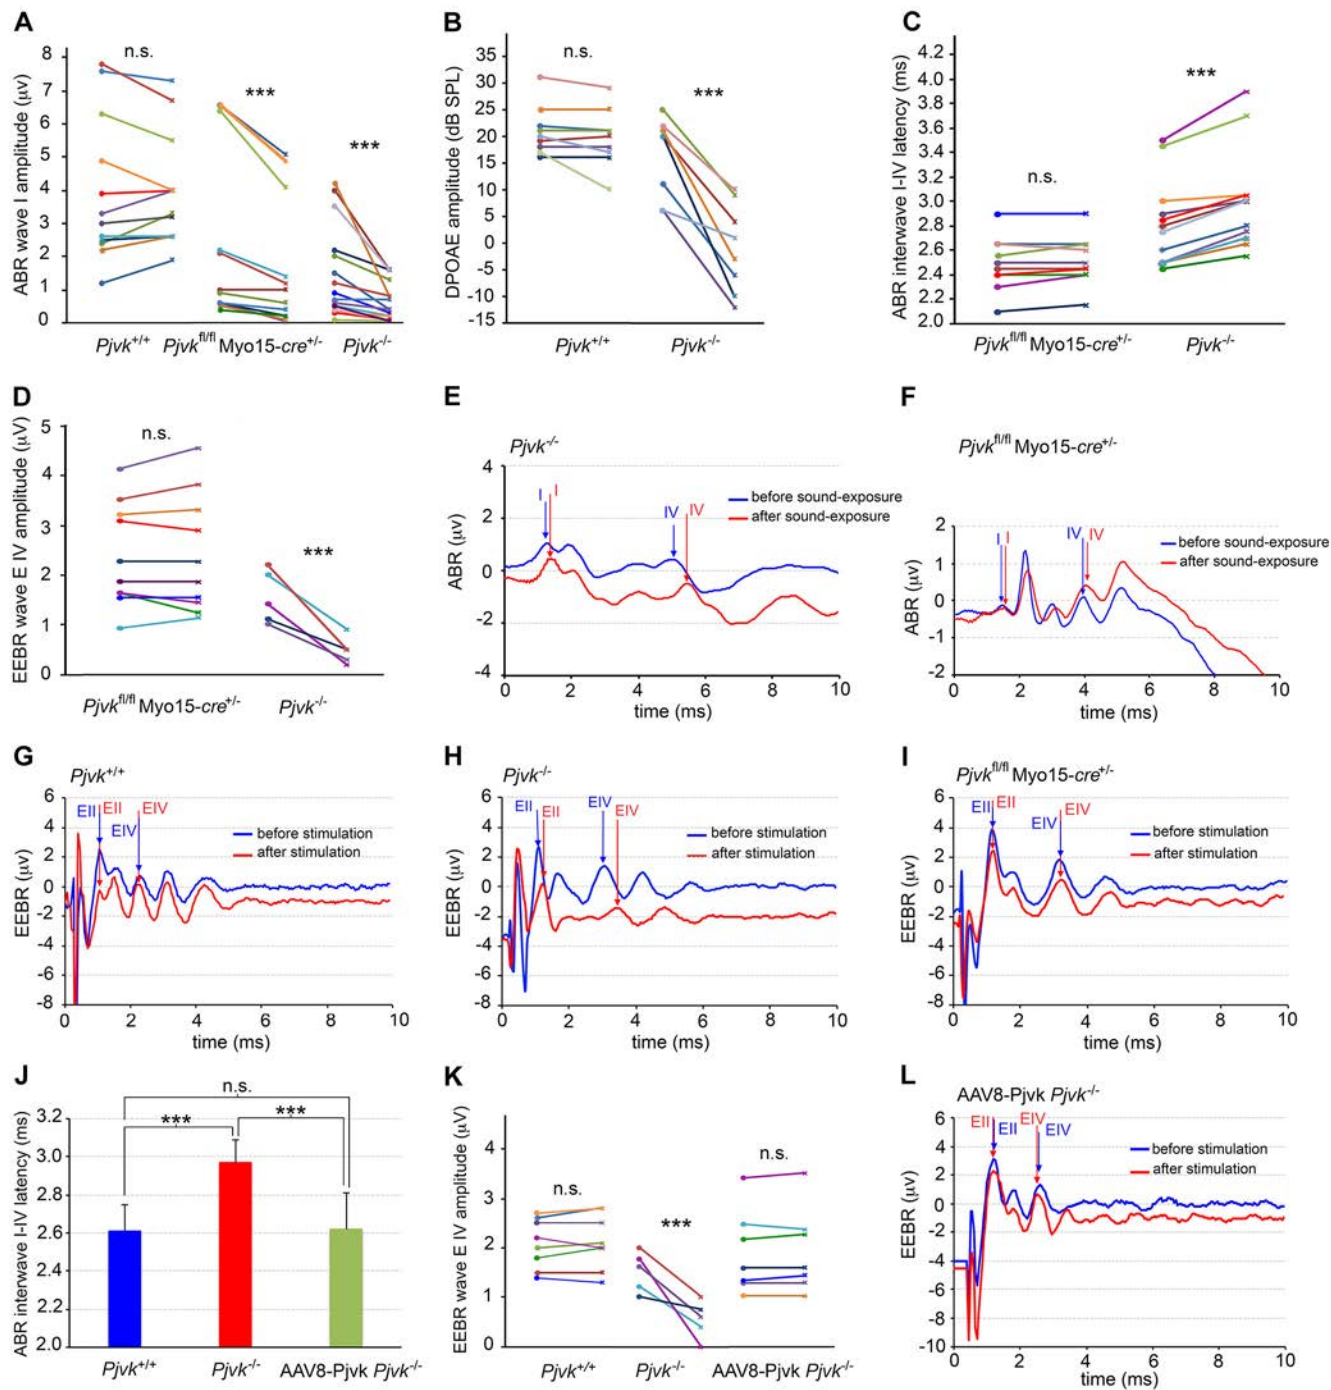 A
ABR wave I amplitude (μv)
8
7
6
5
4
3
2
1
0
n.s.
***
***
Pjvk+/+
Pjvkfl/fl Myo15-cre+/-
Pjvk-/-
B
DPOAE amplitude (dB SPL)
35
30
25
20
15
10
5
0
-5
-10
-15
n.s.
***
Pjvk+/+
Pjvk-/-
C
ABR interwave I-IV latency (ms)
4.2
4.0
3.8
3.6
3.4
3.2
3.0
2.8
2.6
2.4
2.2
2.0
n.s.
***
Pjvkfl/fl Myo15-cre+/-
Pjvk-/-
D
EEBR wave E IV amplitude (μV)
5
4
3
2
1
0
n.s.
***
Pjvkfl/fl Myo15-cre+/-
Pjvk-/-
E
Pjvk-/-
ABR (μv)
4
2
0
-2
-4
I
I
IV
IV
before sound-exposure
after sound-exposure
0 2 4 6 8 10
time (ms)
F
Pjvkfl/fl Myo15-cre+/-
ABR (μv)
2
1
0
-1
-2
I
I
IV
IV
before sound-exposure
after sound-exposure
0 2 4 6 8 10
time (ms)
G
Pjvk+/+
EEBR (μv)
6
4
2
0
-2
-4
-6
-8
EII
EII
EIV
EIV
before stimulation
after stimulation
0 2 4 6 8 10
time (ms)
H
Pjvk-/-
EEBR (μv)
6
4
2
0
-2
-4
-6
-8
EII
EII
EIV
EIV
before stimulation
after stimulation
0 2 4 6 8 10
time (ms)
I
Pjvkfl/fl Myo15-cre+/-
EEBR (μv)
6
4
2
0
-2
-4
-6
-8
EII
EII
EIV
EIV
before stimulation
after stimulation
0 2 4 6 8 10
time (ms)
J
ABR interwave I-IV latency (ms)
3.2
3.0
2.8
2.6
2.4
2.2
2.0
n.s.
***
***
Pjvk+/+
Pjvk-/-
AAV8-Pjvk Pjvk-/-
K
EEBR wave E IV amplitude (μV)
4
3
2
1
0
n.s.
***
n.s.
Pjvk+/+
Pjvk-/-
AAV8-Pjvk Pjvk-/-
L
AAV8-Pjvk Pjvk-/-
EEBR (μv)
6
4
2
0
-2
-4
-6
-8
-10
EII
EII
EIV
EIV
before stimulation
after stimulation
0 2 4 6 8 10
time (ms)